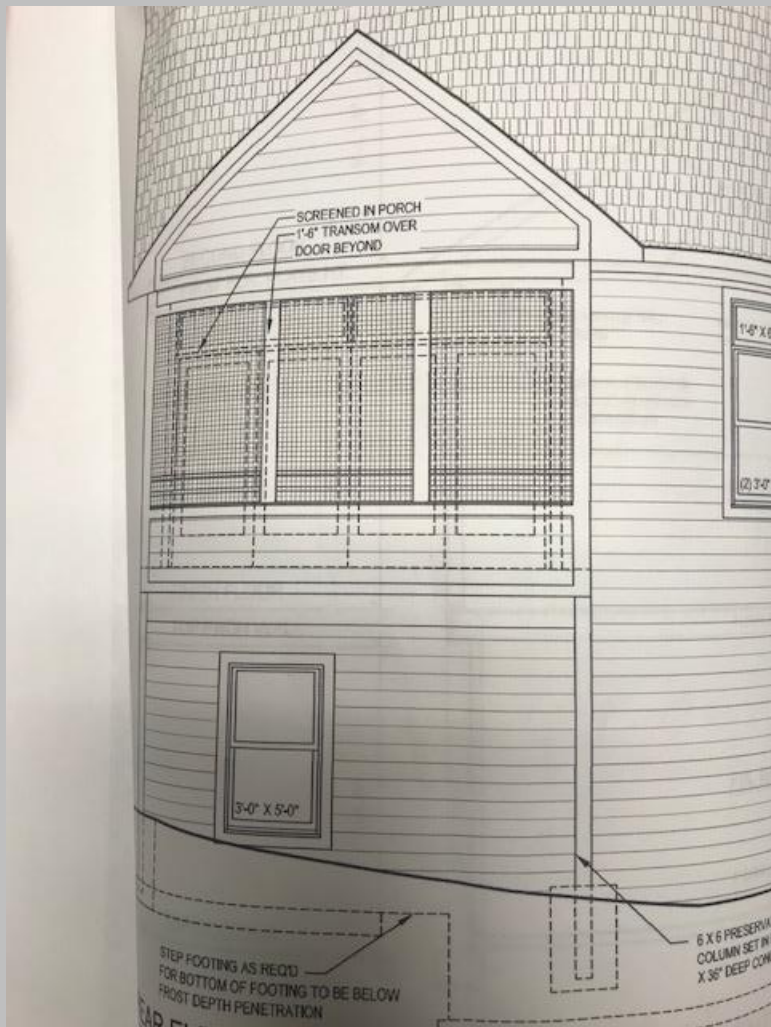 SCREENED IN PORCH
1'-6" TRANSOM OVER
DOOR BEYOND
1'-6" X
(2) 3'-0"
3'-0" X 5'-0"
STEP FOOTING AS REQ'D
FOR BOTTOM OF FOOTING TO BE BELOW
FROST DEPTH PENETRATION
6 X 6
COLUMN SET IN
X 36" DEEP